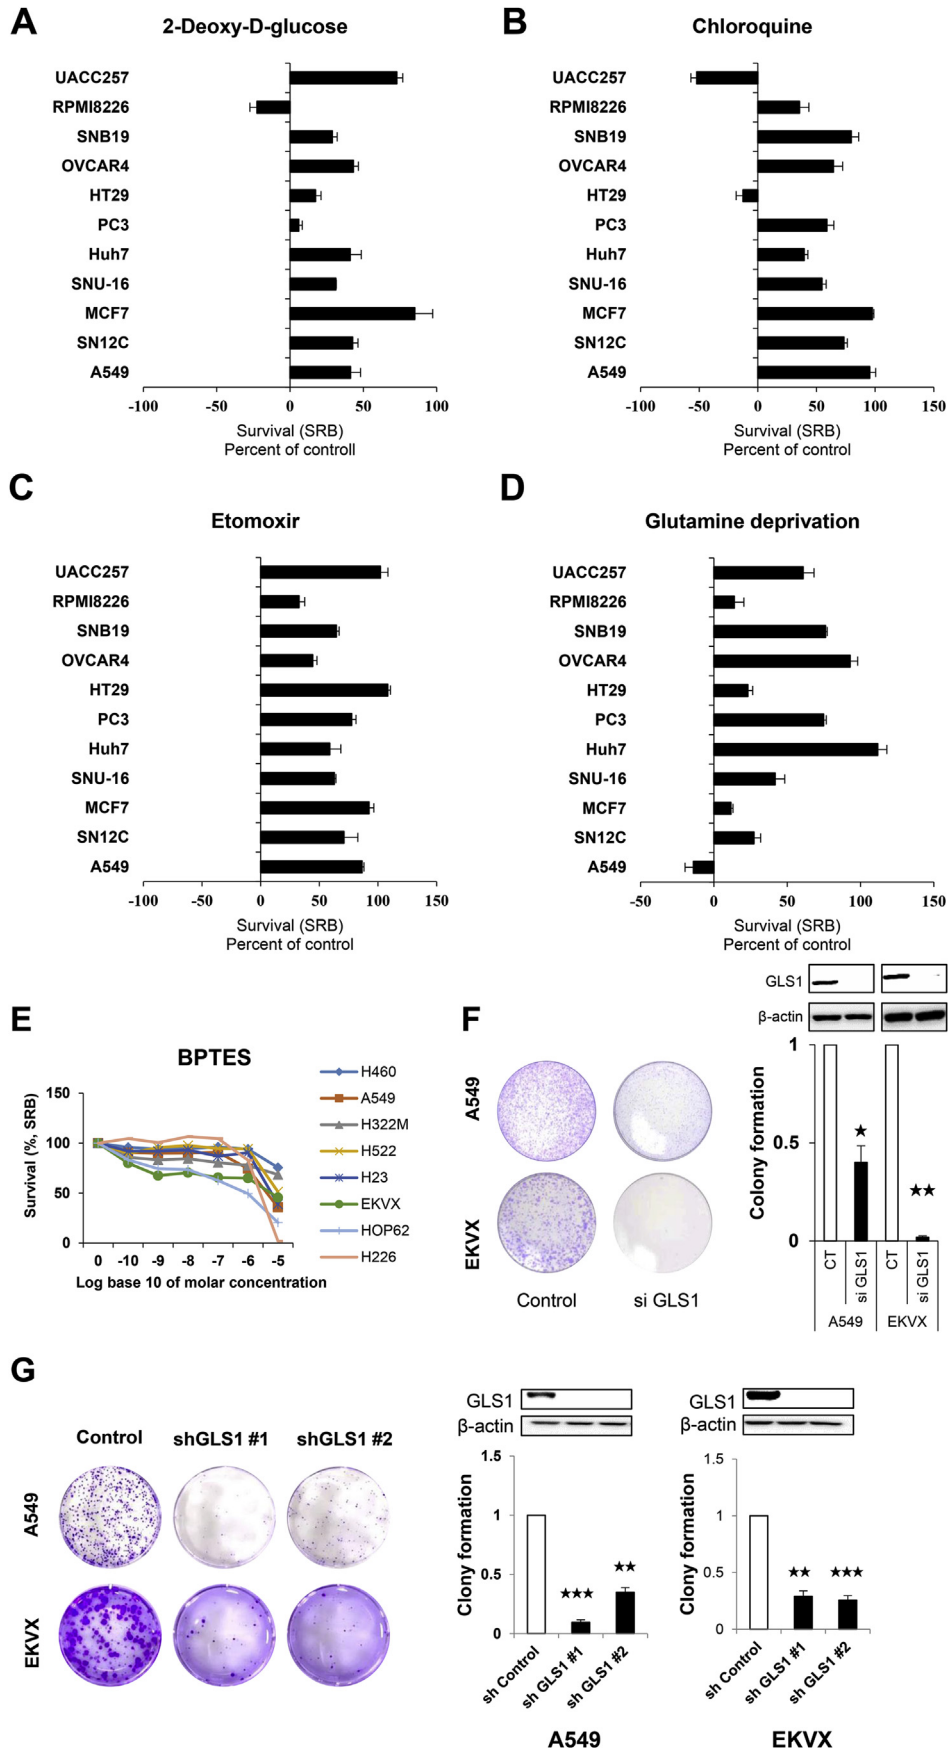 A
2-Deoxy-D-glucose
UACC257
RPMI8226
SNB19
OVCAR4
HT29
PC3
Huh7
SNU-16
MCF7
SN12C
A549
-100 -50 0 50 100
Survival (SRB)
Percent of controll
B
Chloroquine
UACC257
RPMI8226
SNB19
OVCAR4
HT29
PC3
Huh7
SNU-16
MCF7
SN12C
A549
-100 -50 0 50 100 150
Survival (SRB)
Percent of control
C
Etomoxir
UACC257
RPMI8226
SNB19
OVCAR4
HT29
PC3
Huh7
SNU-16
MCF7
SN12C
A549
-100 -50 0 50 100 150
Survival (SRB)
Percent of control
D
Glutamine deprivation
UACC257
RPMI8226
SNB19
OVCAR4
HT29
PC3
Huh7
SNU-16
MCF7
SN12C
A549
-50 0 50 100 150
Survival (SRB)
Percent of control
E
BPTES
Survival (%, SRB)
150
100
50
0
0 -10 -9 -8 -7 -6 -5
Log base 10 of molar concentration
H460
A549
H322M
H522
H23
EKVX
HOP62
H226
F
A549
EKVX
Control si GLS1
GLS1
β-actin
Colony formation
1
0.5
0
★
★★
CT
si GLS1
CT
si GLS1
A549 EKVX
G
Control shGLS1 #1 shGLS1 #2
A549
EKVX
GLS1
β-actin
Clony formation
1.5
1
0.5
0
★★★
★★
sh Control
sh GLS1 #1
sh GLS1 #2
A549
GLS1
β-actin
Clony formation
1.5
1
0.5
0
★★
★★★
sh Control
sh GLS1 #1
sh GLS1 #2
EKVX